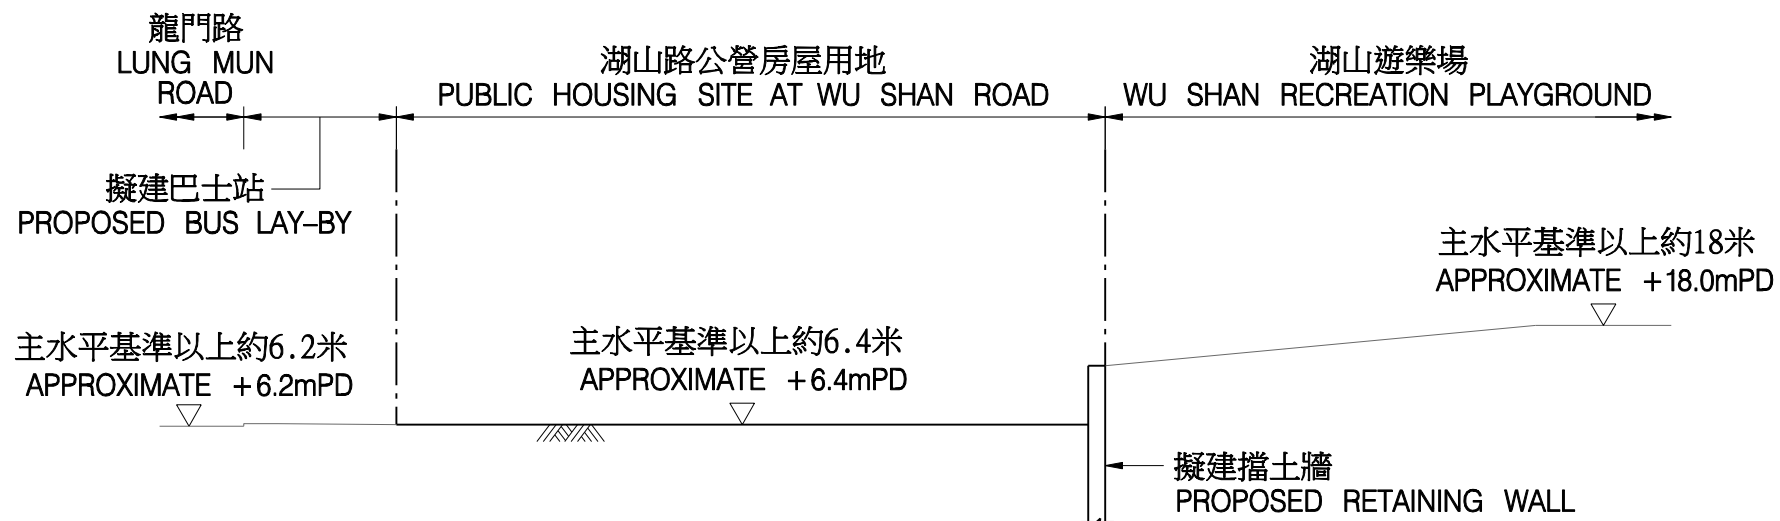 龍門路
LUNG MUN
ROAD
湖山路公營房屋用地
PUBLIC HOUSING SITE AT WU SHAN ROAD
湖山遊樂場
WU SHAN RECREATION PLAYGROUND
擬建巴士站
PROPOSED BUS LAY-BY
主水平基準以上約18米
APPROXIMATE +18.0mPD
主水平基準以上約6.2米
APPROXIMATE +6.2mPD
主水平基準以上約6.4米
APPROXIMATE +6.4mPD
擬建擋土牆
PROPOSED RETAINING WALL